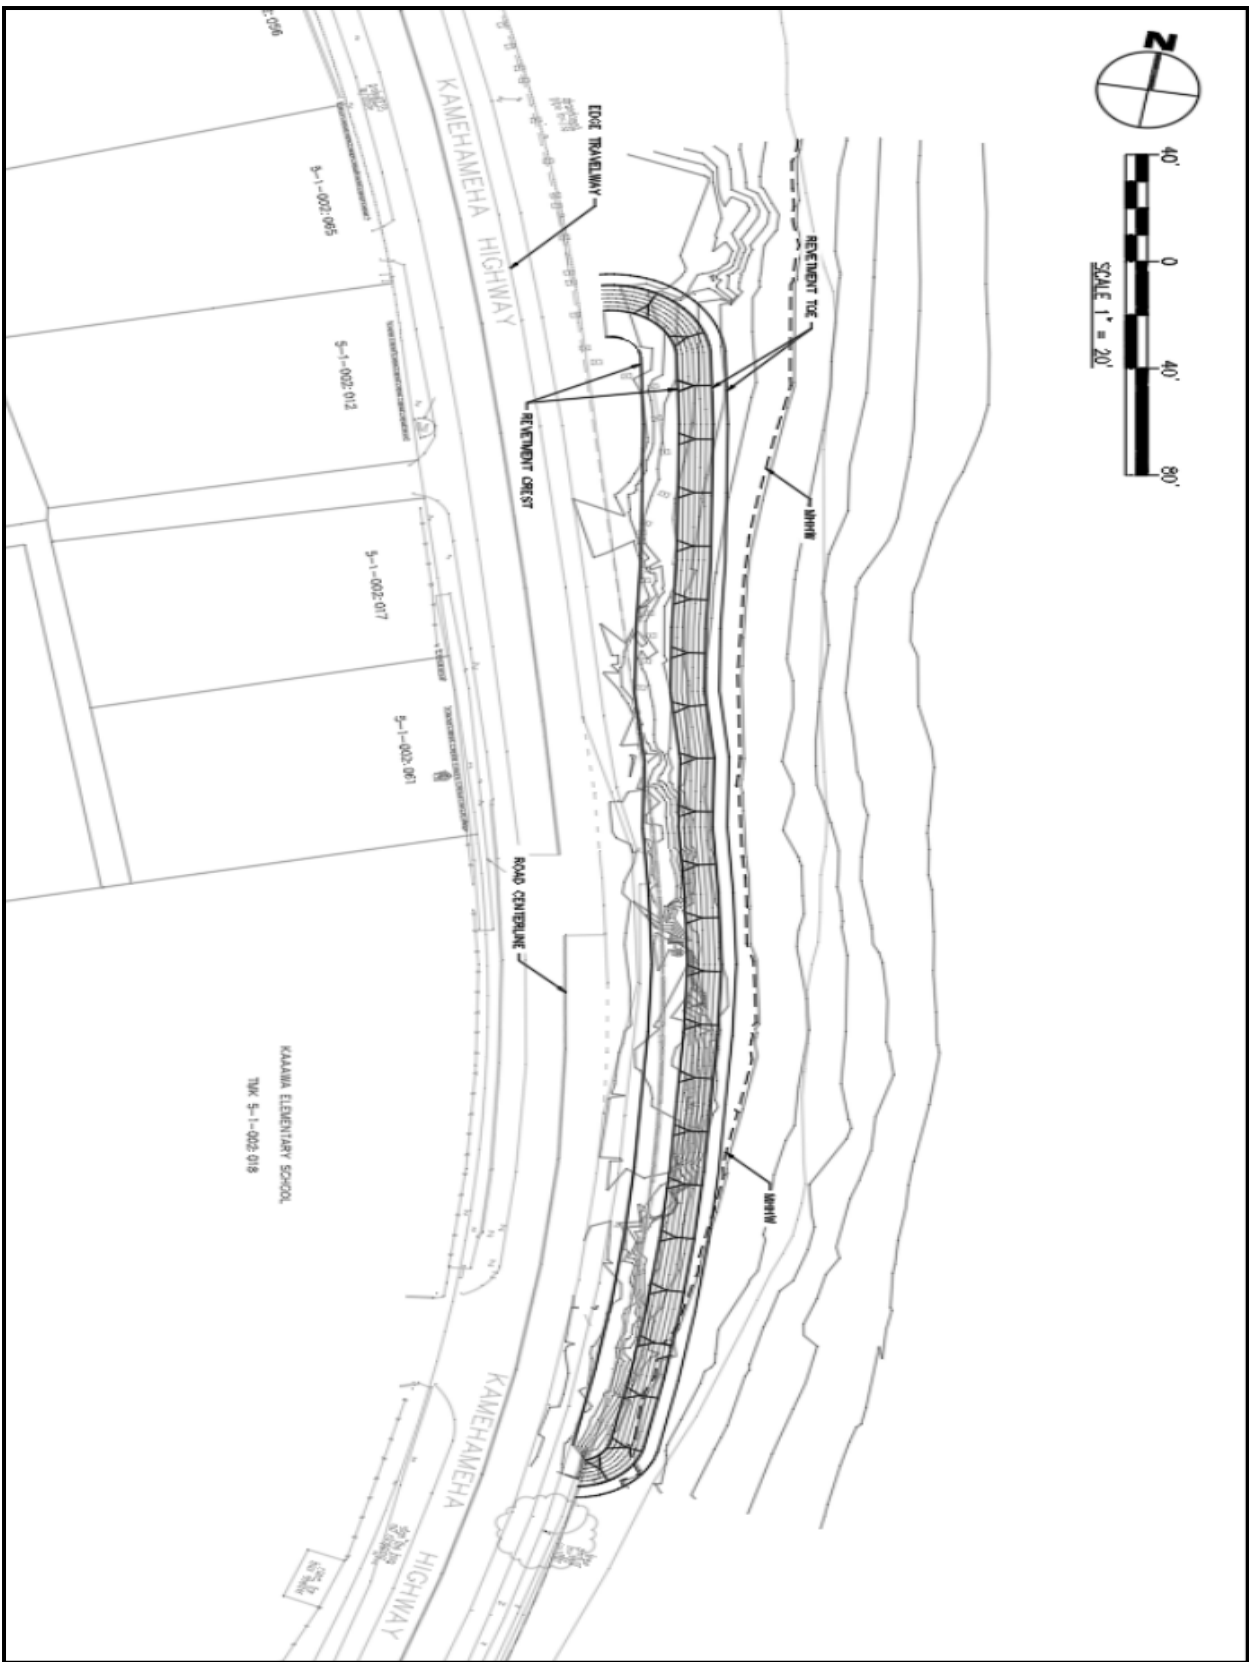 N
40'
0
40'
80'
SCALE 1" = 20'
:056
KAMEHAMEHA HIGHWAY
EDGE TRAVELWAY
REVETMENT TOE
5-1-002:065
5-1-002:012
REVETMENT CREST
MHHW
5-1-002:017
5-1-002:061
ROAD CENTERLINE
MHHW
KAAAWA ELEMENTARY SCHOOL
TMK 5-1-002:018
KAMEHAMEHA
HIGHWAY